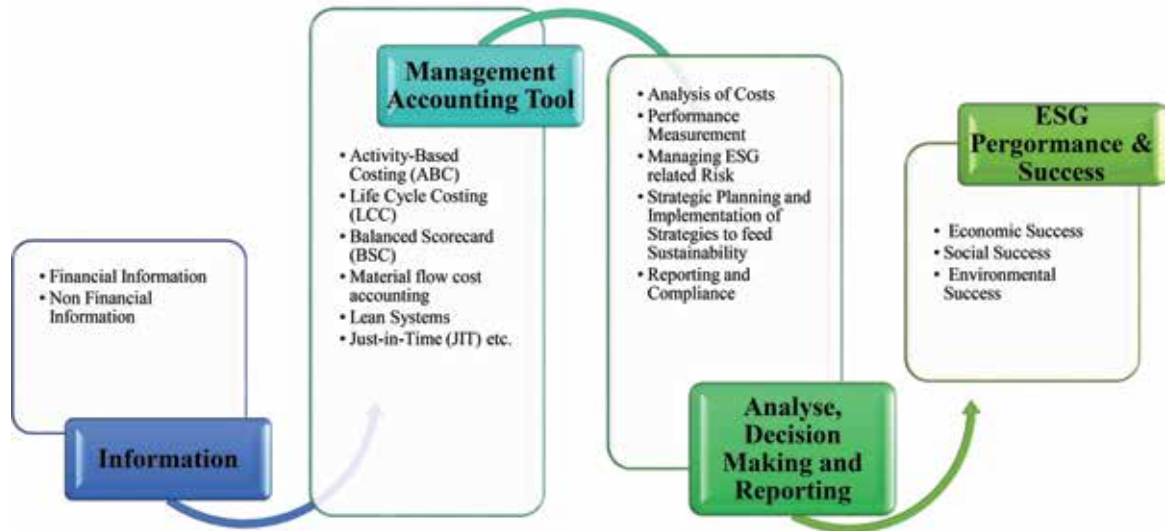 • Financial Information
• Non Financial
Information
Information
Management
Accounting Tool
• Activity-Based
Costing (ABC)
• Life Cycle Costing
(LCC)
• Balanced Scorecard
(BSC)
• Material flow cost
accounting
• Lean Systems
• Just-in-Time (JIT) etc.
• Analysis of Costs
• Performance
Measurement
• Managing ESG
related Risk
• Strategic Planning and
Implementation of
Strategies to feed
Sustainability
• Reporting and
Compliance
Analyse,
Decision
Making and
Reporting
ESG
Pergormance &
Success
• Economic Success
• Social Success
• Environmental
Success